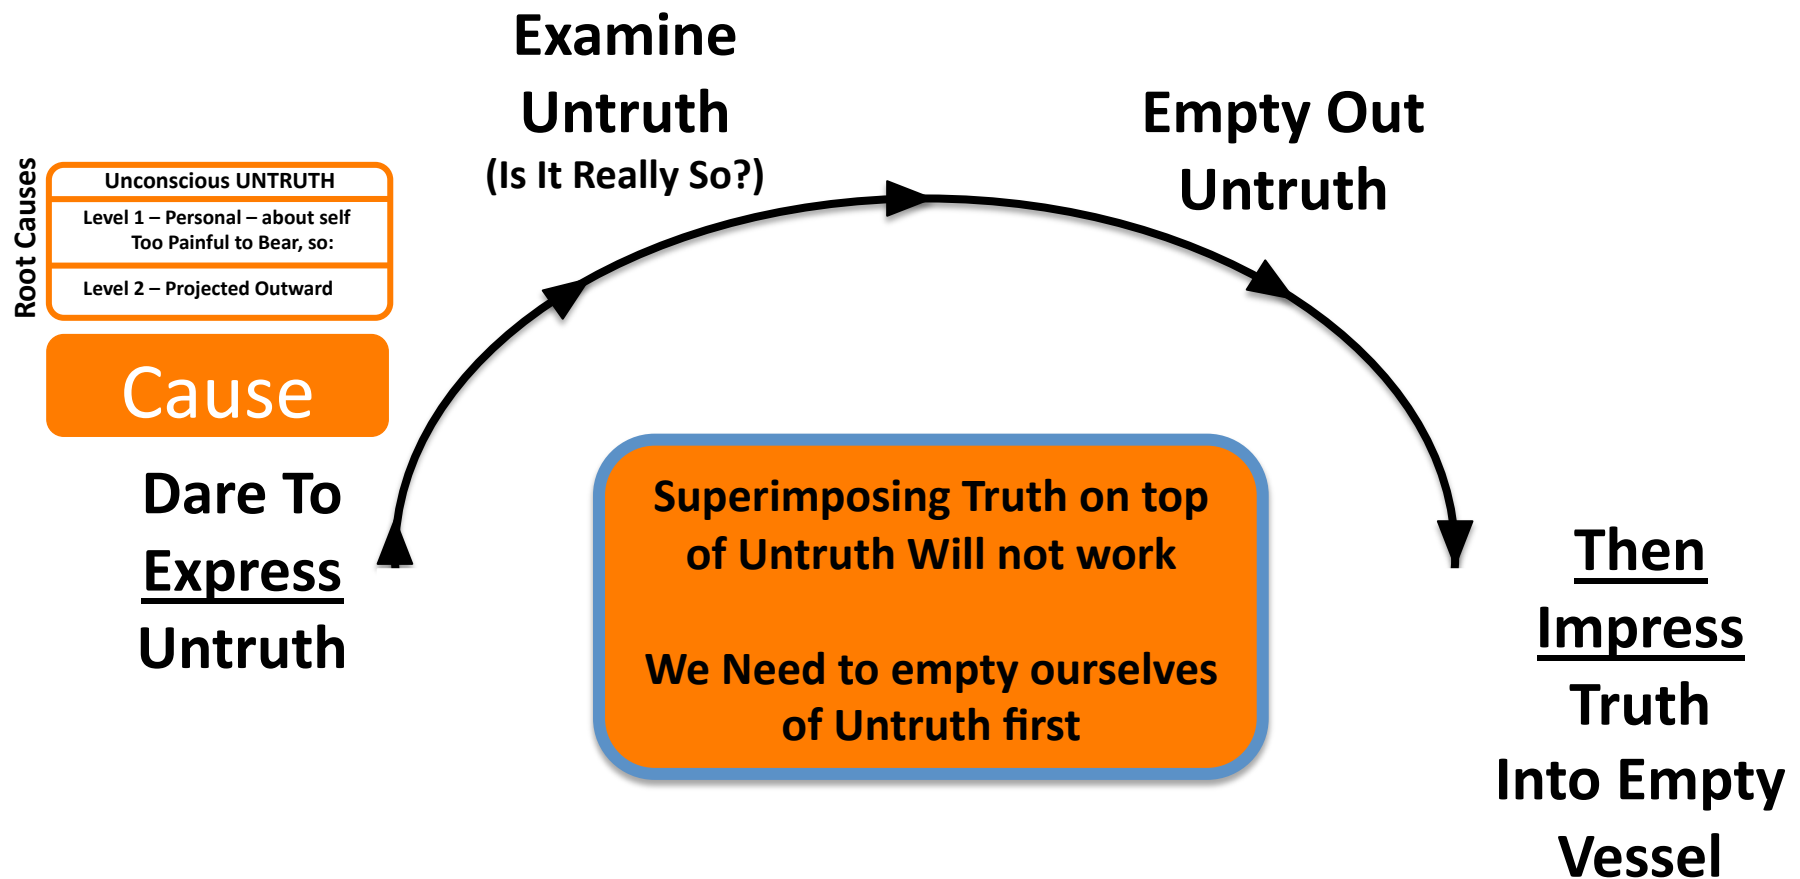 Root Causes
Unconscious UNTRUTH
Level 1 – Personal – about self
Too Painful to Bear, so:
Level 2 – Projected Outward
Cause
Dare To
Express
Untruth
Examine
Untruth
(Is It Really So?)
Empty Out
Untruth
Superimposing Truth on top
of Untruth Will not work
We Need to empty ourselves
of Untruth first
Then
Impress
Truth
Into Empty
Vessel